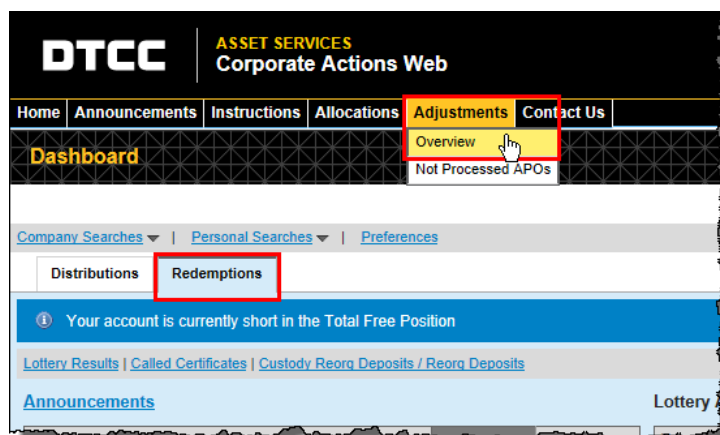 DTCC
ASSET SERVICES
Corporate Actions Web
Home Announcements Instructions Allocations Adjustments Contact Us
Overview
Dashboard
Not Processed APOs
Company Searches | Personal Searches | Preferences
Distributions Redemptions
Your account is currently short in the Total Free Position
Lottery Results | Called Certificates | Custody Reorg Deposits / Reorg Deposits
Announcements Lottery